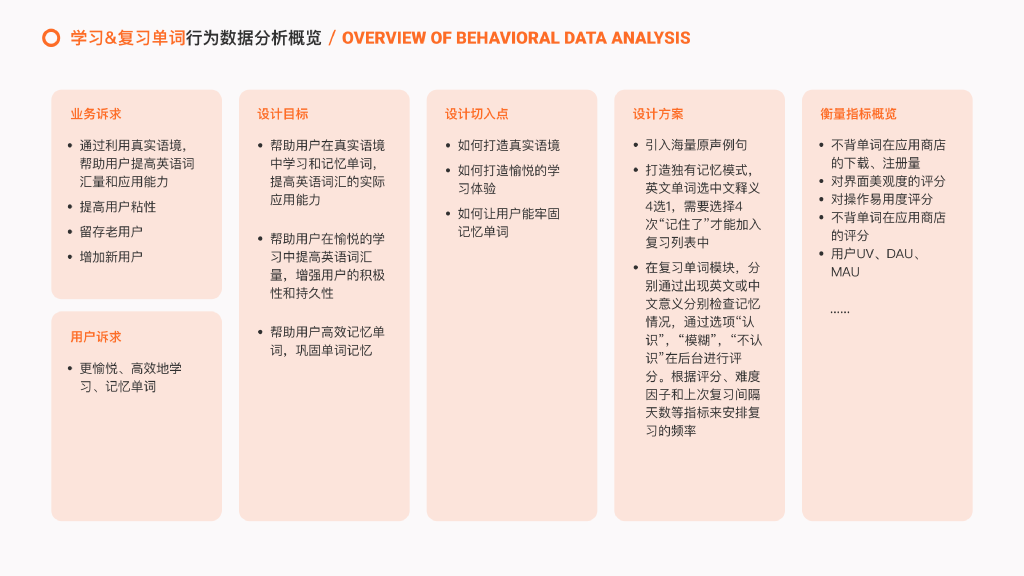 学习&复习单词行为数据分析概览 / OVERVIEW OF BEHAVIORAL DATA ANALYSIS
业务诉求
• 通过利用真实语境，
帮助用户提高英语词
汇量和应用能力
• 提高用户粘性
• 留存老用户
• 增加新用户
用户诉求
• 更愉悦、高效地学
习、记忆单词
设计目标
• 帮助用户在真实语境
中学习和记忆单词，
提高英语词汇的实际
应用能力
• 帮助用户在愉悦的学
习中提高英语词汇
量，增强用户的积极
性和持久性
• 帮助用户高效记忆单
词，巩固单词记忆
设计切入点
• 如何打造真实语境
• 如何打造愉悦的学
习体验
• 如何让用户能牢固
记忆单词
设计方案
• 引入海量原声例句
• 打造独有记忆模式，
英文单词选中文释义
4选1，需要选择4
次“记住了”才能加入
复习列表中
• 在复习单词模块，分
别通过出现英文或中
文意义分别检查记忆
情况，通过选项“认
识”，“模糊”，“不认
识”在后台进行评
分。根据评分、难度
因子和上次复习间隔
天数等指标来安排复
习的频率
衡量指标概览
• 不背单词在应用商店
的下载、注册量
• 对界面美观度的评分
• 对操作易用度评分
• 不背单词在应用商店
的评分
• 用户UV、DAU、
MAU
......